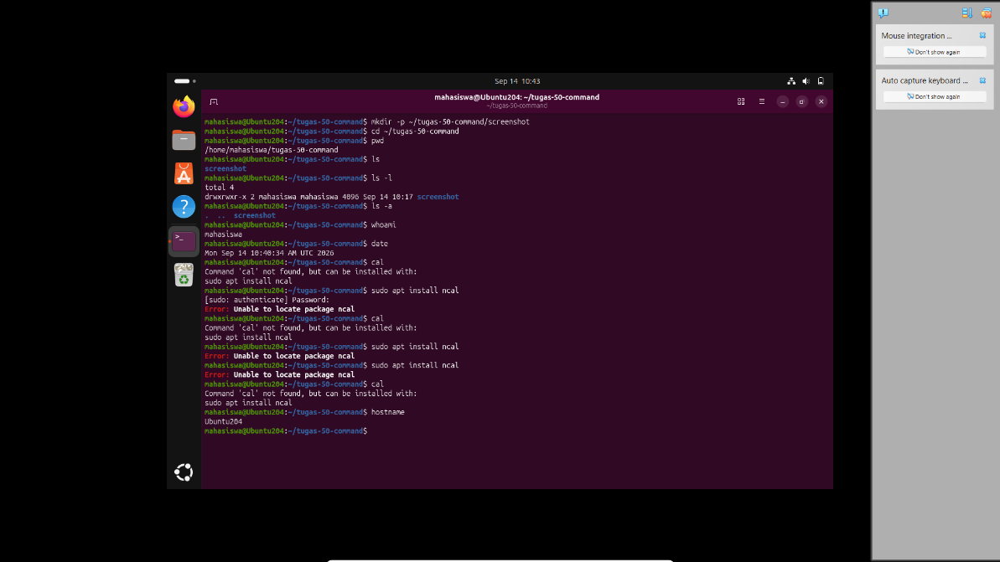 Sep 14 10:43
mahasiswa@Ubuntu204: ~/tugas-50-command
~/tugas-50-command
mahasiswa@Ubuntu204:~/tugas-50-command$ mkdir -p ~/tugas-50-command/screenshot
mahasiswa@Ubuntu204:~/tugas-50-command$ cd ~/tugas-50-command
mahasiswa@Ubuntu204:~/tugas-50-command$ pwd
/home/mahasiswa/tugas-50-command
mahasiswa@Ubuntu204:~/tugas-50-command$ ls
screenshot
mahasiswa@Ubuntu204:~/tugas-50-command$ ls -l
total 4
drwxrwxr-x 2 mahasiswa mahasiswa 4096 Sep 14 10:17 screenshot
mahasiswa@Ubuntu204:~/tugas-50-command$ ls -a
. .. screenshot
mahasiswa@Ubuntu204:~/tugas-50-command$ whoami
mahasiswa
mahasiswa@Ubuntu204:~/tugas-50-command$ date
Mon Sep 14 10:40:34 AM UTC 2026
mahasiswa@Ubuntu204:~/tugas-50-command$ cal
Command 'cal' not found, but can be installed with:
sudo apt install ncal
mahasiswa@Ubuntu204:~/tugas-50-command$ sudo apt install ncal
[sudo: authenticate] Password:
Error: Unable to locate package ncal
mahasiswa@Ubuntu204:~/tugas-50-command$ cal
Command 'cal' not found, but can be installed with:
sudo apt install ncal
mahasiswa@Ubuntu204:~/tugas-50-command$ sudo apt install ncal
Error: Unable to locate package ncal
mahasiswa@Ubuntu204:~/tugas-50-command$ sudo apt install ncal
Error: Unable to locate package ncal
mahasiswa@Ubuntu204:~/tugas-50-command$ cal
Command 'cal' not found, but can be installed with:
sudo apt install ncal
mahasiswa@Ubuntu204:~/tugas-50-command$ hostname
Ubuntu204
mahasiswa@Ubuntu204:~/tugas-50-command$
Mouse integration ...
Don't show again
Auto capture keyboard ...
Don't show again